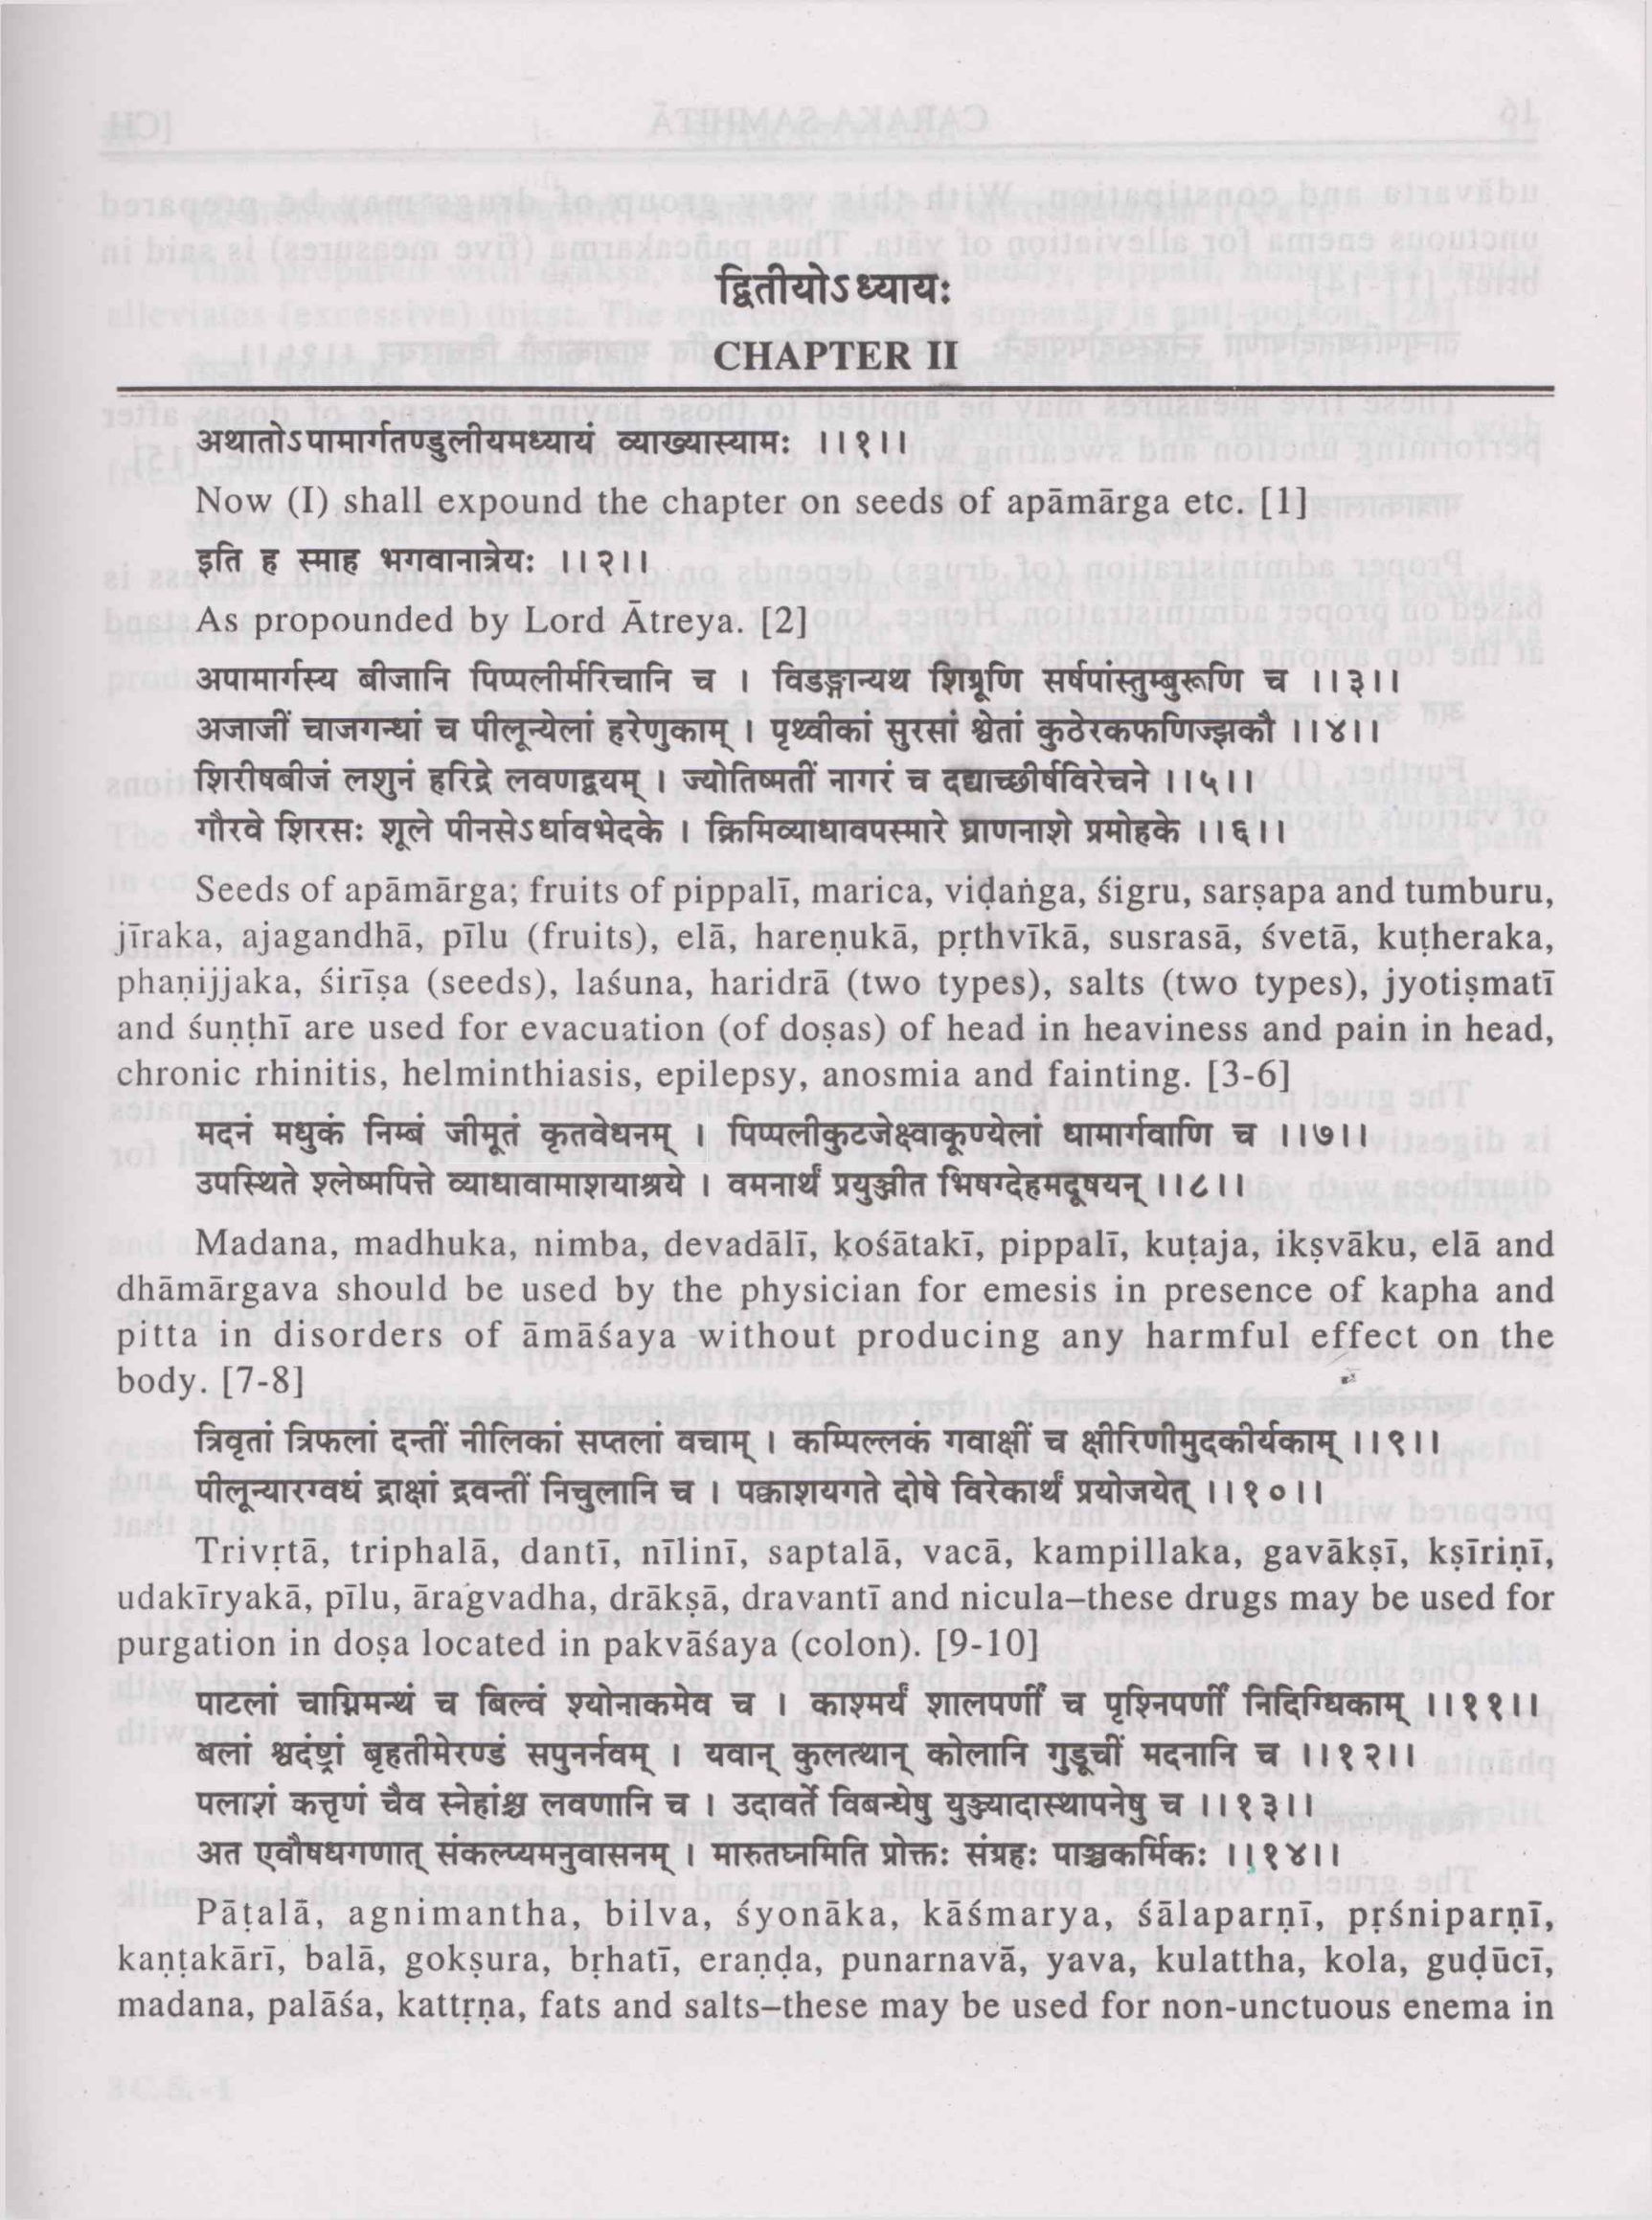 द्वितीयोऽध्यायः
CHAPTER II
अथातोऽपामार्गतण्डुलीयमध्यायं व्याख्यास्यामः ।।१।।
Now (I) shall expound the chapter on seeds of apāmārga etc. [1]
इति ह स्माह भगवानात्रेयः ।।२।।
As propounded by Lord Ātreya. [2]
अपामार्गस्य बीजानि पिप्पलीर्मरिचानि च । विडङ्गान्यथ शिग्रूणि सर्षपांस्तुम्बुरूणि च ।।३।।
अजाजीं चाजगन्धां च पीलून्येलां हरेणुकाम् । पृथ्वीकां सुरसां श्वेतां कुठेरकफणिज्झकौ ।।४।।
शिरीषबीजं लशुनं हरिद्रे लवणद्वयम् । ज्योतिष्मतीं नागरं च दद्याच्छीर्षविरेचने ।।५।।
गौरवे शिरसः शूले पीनसेऽर्धावभेदके । क्रिमिव्याधावपस्मारे घ्राणनाशे प्रमोहके ।।६।।
Seeds of apāmārga; fruits of pippalī, marica, viḍaṅga, śigru, sarṣapa and tumburu,
jīraka, ajagandhā, pīlu (fruits), elā, hareṇukā, pṛthvīkā, susrasā, śvetā, kuṭheraka,
phaṇijjaka, śirīṣa (seeds), laśuna, haridrā (two types), salts (two types), jyotiṣmatī
and śuṇṭhī are used for evacuation (of doṣas) of head in heaviness and pain in head,
chronic rhinitis, helminthiasis, epilepsy, anosmia and fainting. [3-6]
मदनं मधुकं निम्बं जीमूतं कृतवेधनम् । पिप्पलीकुटजेक्ष्वाकूण्येलां धामार्गवाणि च ।।७।।
उपस्थिते श्लेष्मपित्ते व्याधावामाशयाश्रये । वमनार्थं प्रयुञ्जीत भिषग्देहमदूषयन् ।।८।।
Madana, madhuka, nimba, devadālī, kośātakī, pippalī, kuṭaja, ikṣvāku, elā and
dhāmārgava should be used by the physician for emesis in presence of kapha and
pitta in disorders of āmāśaya without producing any harmful effect on the
body. [7-8]
त्रिवृतां त्रिफलां दन्तीं नीलिकां सप्तलां वचाम् । कम्पिल्लकं गवाक्षीं च क्षीरिणीमुदकीर्यकाम् ।।९।।
पीलून्यारग्वधं द्राक्षां द्रवन्तीं निचुलानि च । पक्वाशयगते दोषे विरेकार्थं प्रयोजयेत् ।।१०।।
Trivṛtā, triphalā, dantī, nīlinī, saptalā, vacā, kampillaka, gavākṣī, kṣīriṇī,
udakīryakā, pīlu, āragvadha, drākṣā, dravantī and nicula–these drugs may be used for
purgation in doṣa located in pakvāśaya (colon). [9-10]
पाटलां चाग्निमन्थं च बिल्वं श्योनाकमेव च । काश्मर्यं शालपर्णीं च पृश्निपर्णीं निदिग्धिकाम् ।।११।।
बलां श्वदंष्ट्रां बृहतीमेरण्डं सपुनर्नवम् । यवान् कुलत्थान् कोलानि गुडूचीं मदनानि च ।।१२।।
पलाशं कत्तृणं चैव स्नेहांश्च लवणानि च । उदावर्ते विबन्धेषु युञ्ज्यादास्थापनेषु च ।।१३।।
अत एवौषधगणात् संकल्प्यमनुवासनम् । मारुतघ्नमिति प्रोक्तः संग्रहः पाञ्चकर्मिकः ।।१४।।
Pāṭalā, agnimantha, bilva, śyonāka, kāśmarya, śālaparṇī, pṛśniparṇī,
kaṇṭakārī, balā, gokṣura, bṛhatī, eraṇḍa, punarnavā, yava, kulattha, kola, guḍūcī,
madana, palāśa, kattṛṇa, fats and salts–these may be used for non-unctuous enema in